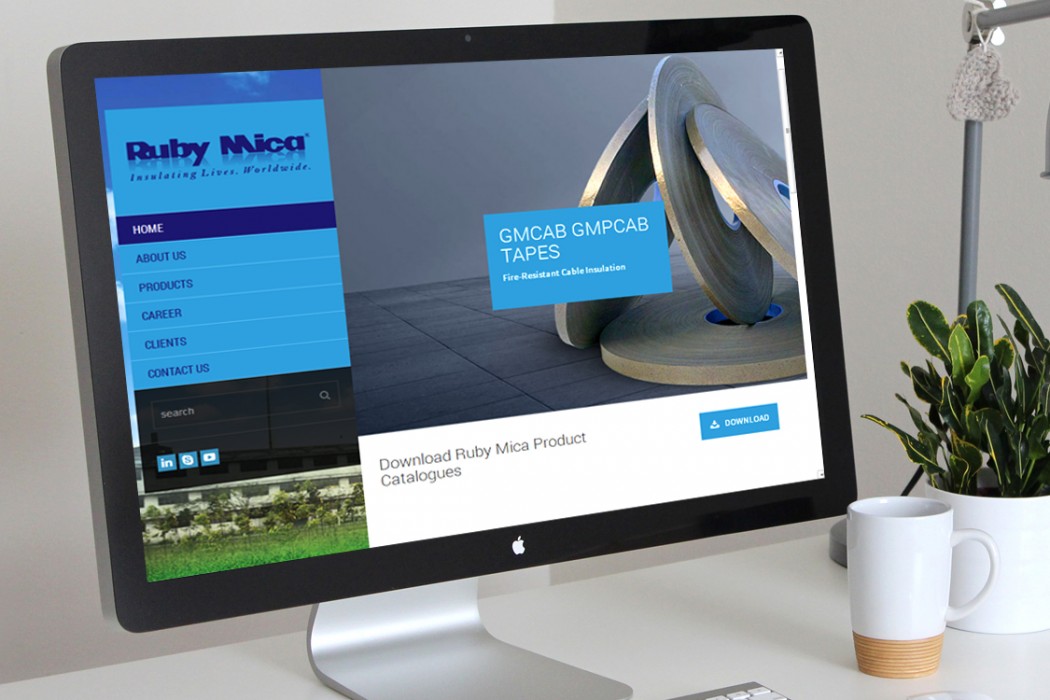 Ruby Mica®
Insulating Lives. Worldwide.
HOME
ABOUT US
PRODUCTS
CAREER
CLIENTS
CONTACT US
search
in
GMCAB GMPCAB
TAPES
Fire-Resistant Cable Insulation
Download Ruby Mica Product
Catalogues
DOWNLOAD